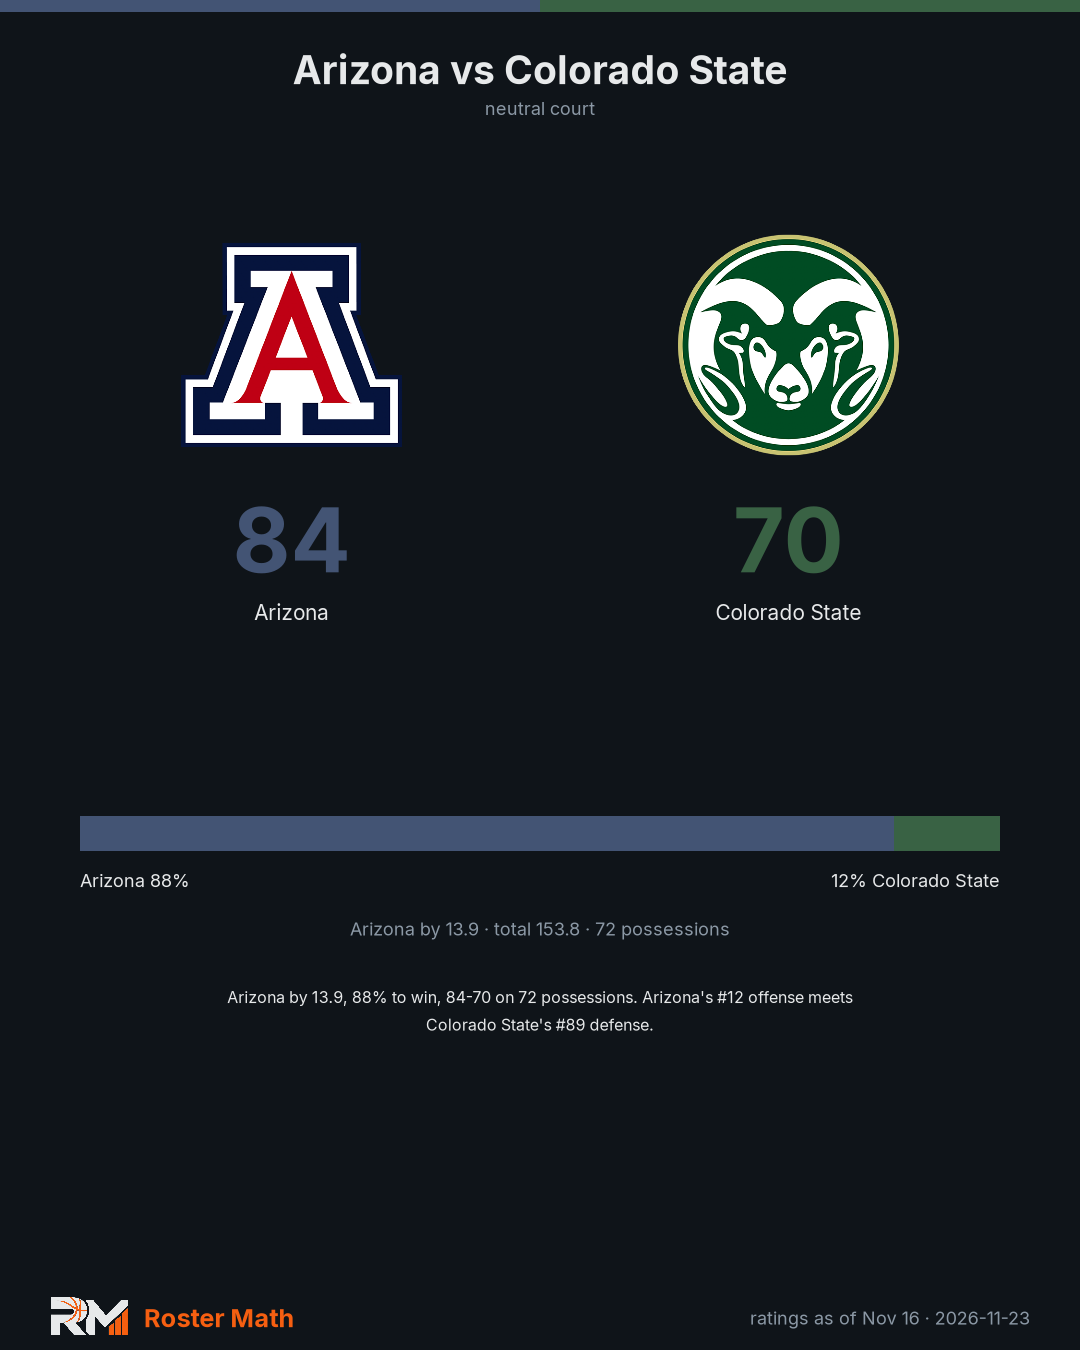 Arizona vs Colorado State
neutral court
A
84
70
Arizona
Colorado State
Arizona 88%
12% Colorado State
Arizona by 13.9 · total 153.8 · 72 possessions
Arizona by 13.9, 88% to win, 84-70 on 72 possessions. Arizona's #12 offense meets
Colorado State's #89 defense.
RM Roster Math
ratings as of Nov 16 · 2026-11-23